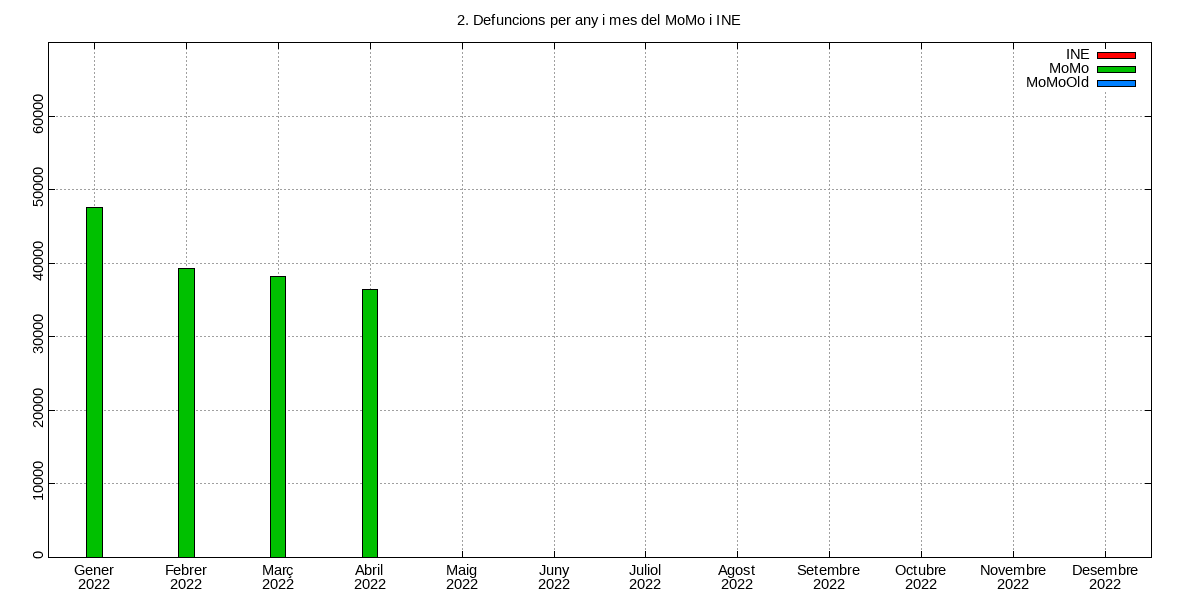 2. Defuncions per any i mes del MoMo i INE
INE
MoMo
MoMoOld
60000
50000
40000
30000
20000
10000
0
Gener
2022
Febrer
2022
Març
2022
Abril
2022
Maig
2022
Juny
2022
Juliol
2022
Agost
2022
Setembre
2022
Octubre
2022
Novembre
2022
Desembre
2022